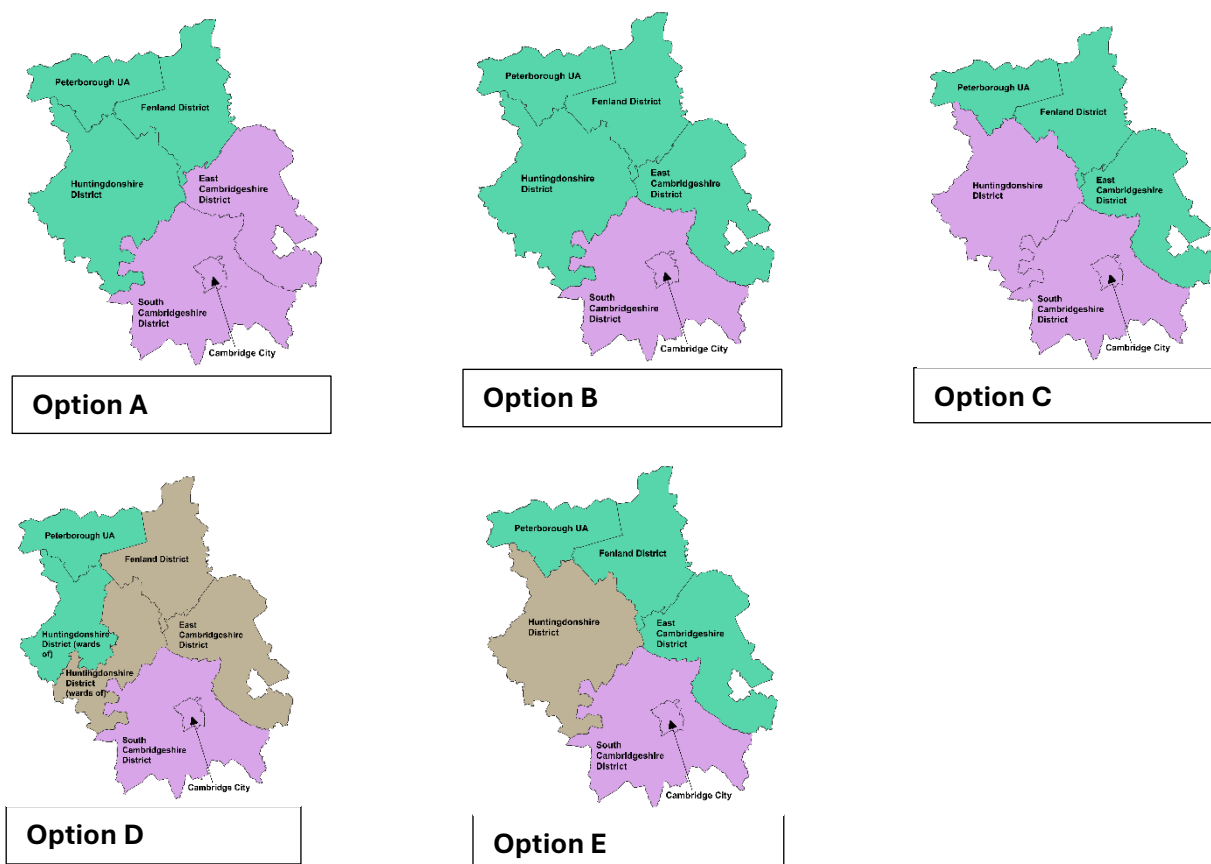 Peterborough UA
Fenland District
Huntingdonshire
District
East
Cambridgeshire
District
South
Cambridgeshire
District
Cambridge City
Option A
Peterborough UA
Fenland District
Huntingdonshire
District
East
Cambridgeshire
District
South
Cambridgeshire
District
Cambridge City
Option B
Peterborough UA
Fenland District
Huntingdonshire
District
East
Cambridgeshire
District
South
Cambridgeshire
District
Cambridge City
Option C
Peterborough UA
Fenland District
Huntingdonshire
District (wards
of)
Huntingdonshire
District
(wards of)
East
Cambridgeshire
District
South
Cambridgeshire
District
Cambridge City
Option D
Peterborough UA
Fenland District
Huntingdonshire
District
East
Cambridgeshire
District
South
Cambridgeshire
District
Cambridge City
Option E